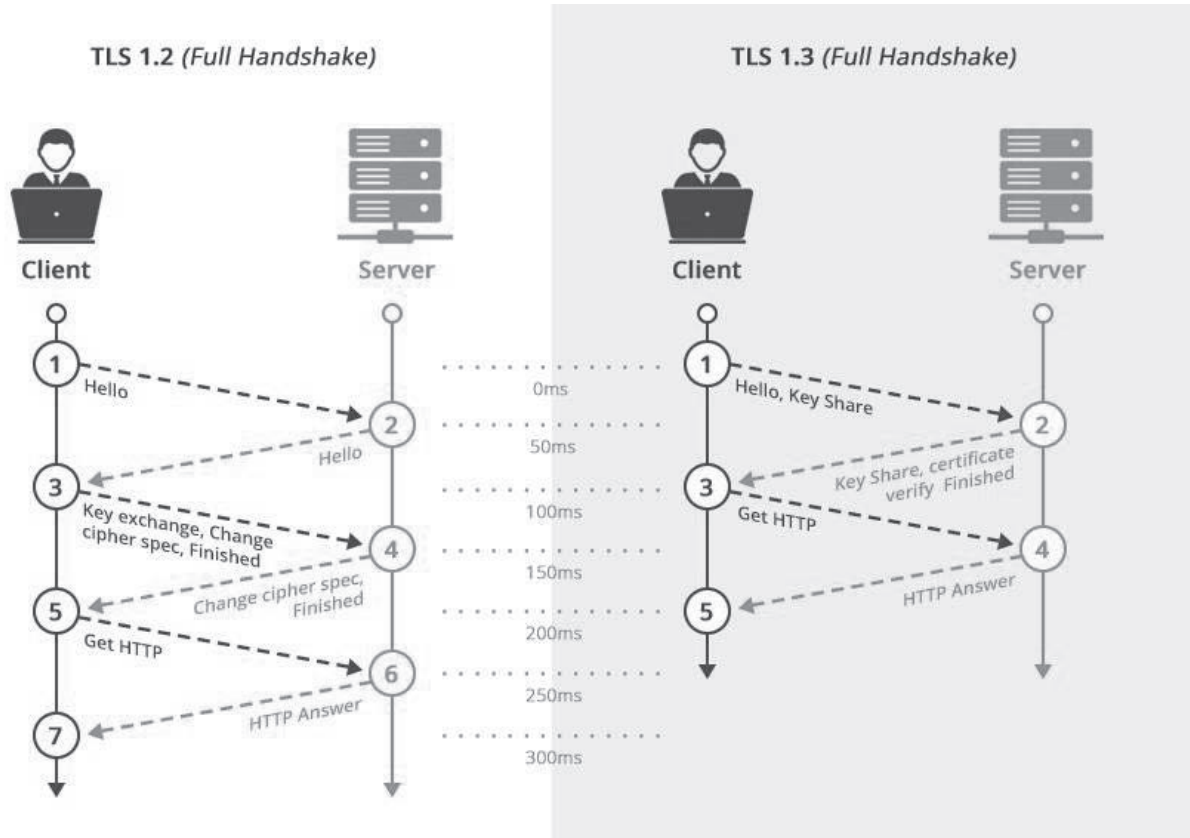 TLS 1.2 (Full Handshake)
Client
Server
1
Hello
2
Hello
3
Key exchange, Change
cipher spec, Finished
4
Change cipher spec,
Finished
5
Get HTTP
6
HTTP Answer
7
0ms
50ms
100ms
150ms
200ms
250ms
300ms
TLS 1.3 (Full Handshake)
Client
Server
1
Hello, Key Share
2
Key Share, certificate
verify Finished
3
Get HTTP
4
HTTP Answer
5